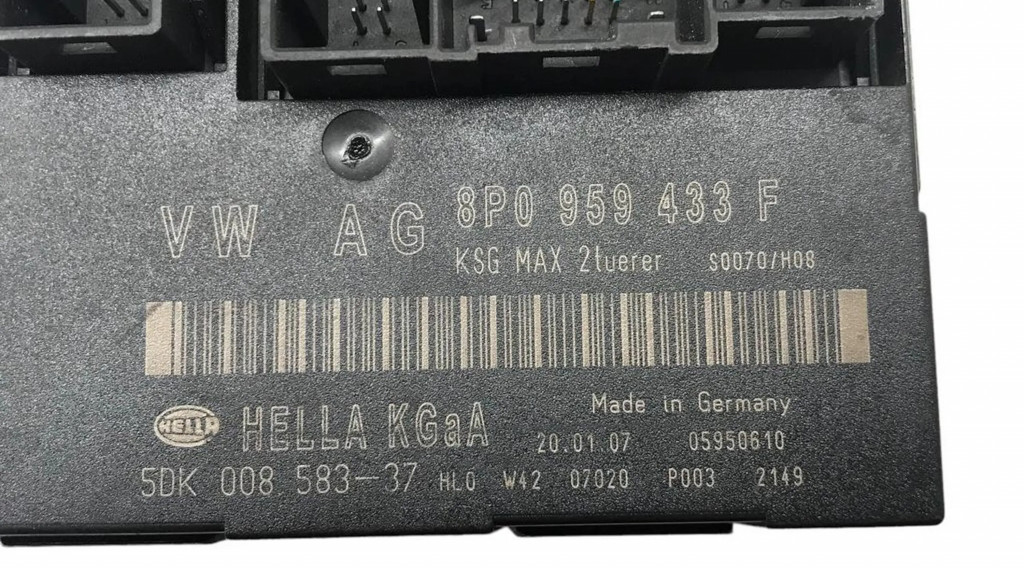 VW AG 8P0 959 433 F
KSG MAX 2tuerer S0070/H08
HELLA HELLA KGaA Made in Germany
20.01.07 05950610
5DK 008 583-37 HL0 W42 07020 P003 2149